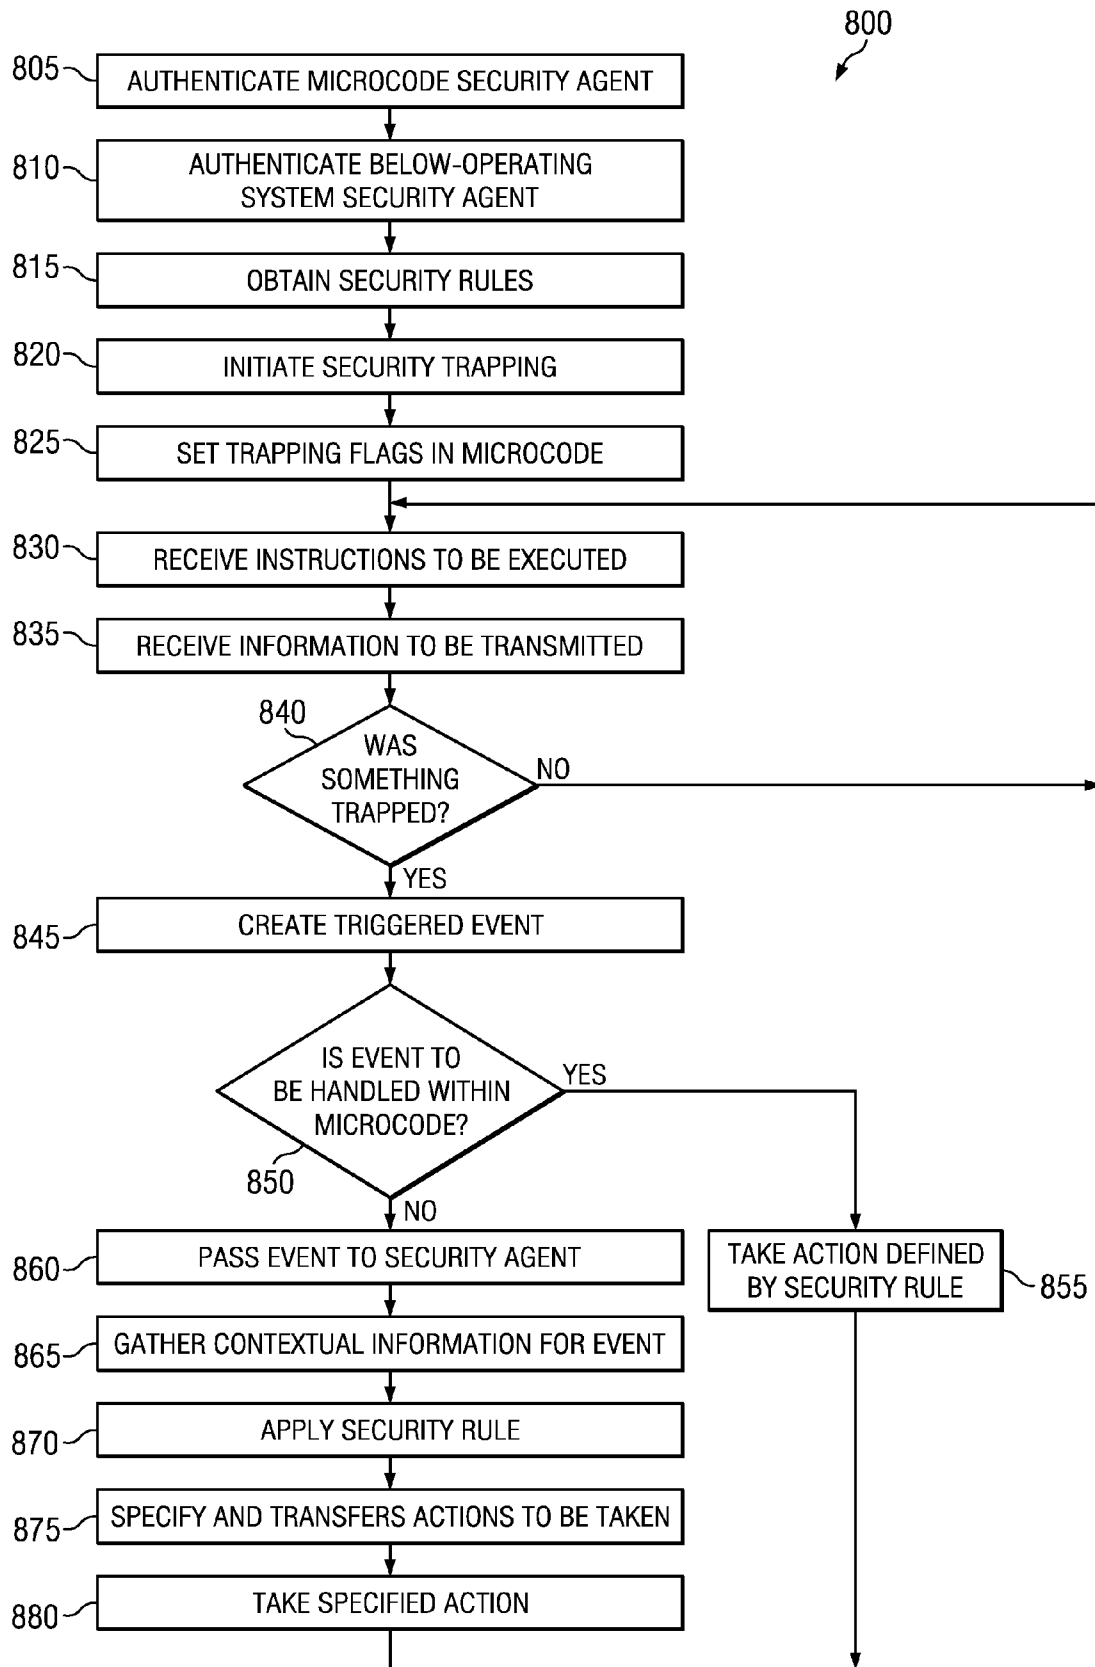 800
805
AUTHENTICATE MICROCODE SECURITY AGENT
810
AUTHENTICATE BELOW-OPERATING
SYSTEM SECURITY AGENT
815
OBTAIN SECURITY RULES
820
INITIATE SECURITY TRAPPING
825
SET TRAPPING FLAGS IN MICROCODE
830
RECEIVE INSTRUCTIONS TO BE EXECUTED
835
RECEIVE INFORMATION TO BE TRANSMITTED
840
WAS
SOMETHING
TRAPPED?
NO
YES
845
CREATE TRIGGERED EVENT
IS EVENT TO
BE HANDLED WITHIN
MICROCODE?
YES
850
NO
860
PASS EVENT TO SECURITY AGENT
TAKE ACTION DEFINED
BY SECURITY RULE
855
865
GATHER CONTEXTUAL INFORMATION FOR EVENT
870
APPLY SECURITY RULE
875
SPECIFY AND TRANSFERS ACTIONS TO BE TAKEN
880
TAKE SPECIFIED ACTION